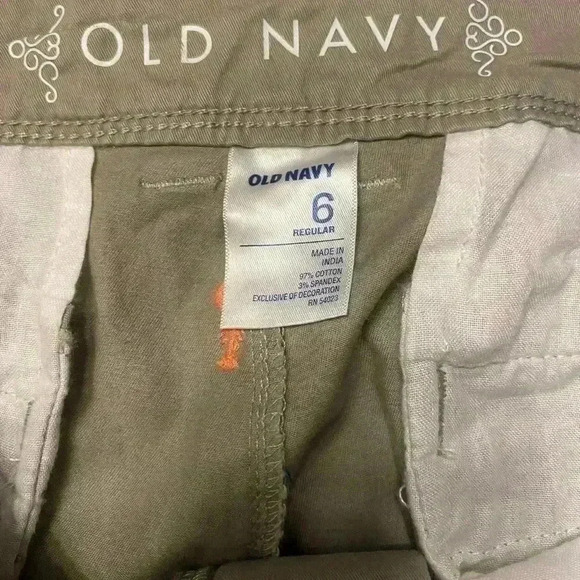 OLD NAVY
OLD NAVY
6
REGULAR
MADE IN
INDIA
97% COTTON
3% SPANDEX
EXCLUSIVE OF DECORATION
RN 54023